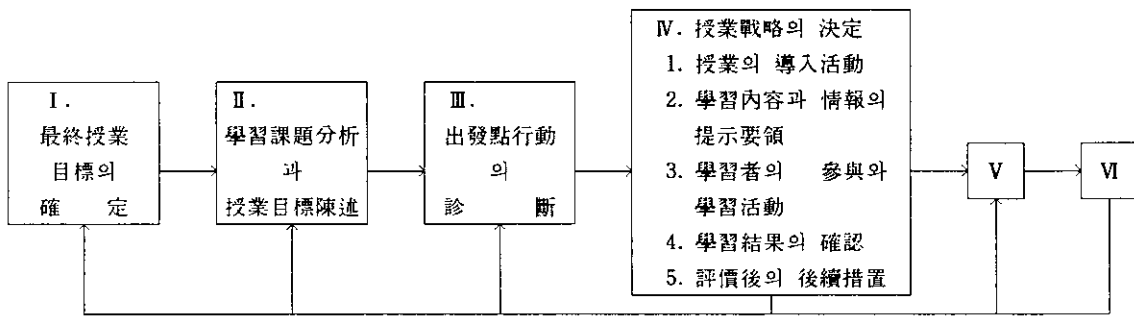 Ⅰ.
最終授業
目標의
確 定
Ⅱ.
學習課題分析
과
授業目標陳述
Ⅲ.
出發點行動
의
診 斷
Ⅳ. 授業戰略의 決定
1. 授業의 導入活動
2. 學習內容과 情報의
提示要領
3. 學習者의 參與와
學習活動
4. 學習結果의 確認
5. 評價後의 後續措置
Ⅴ
Ⅵ